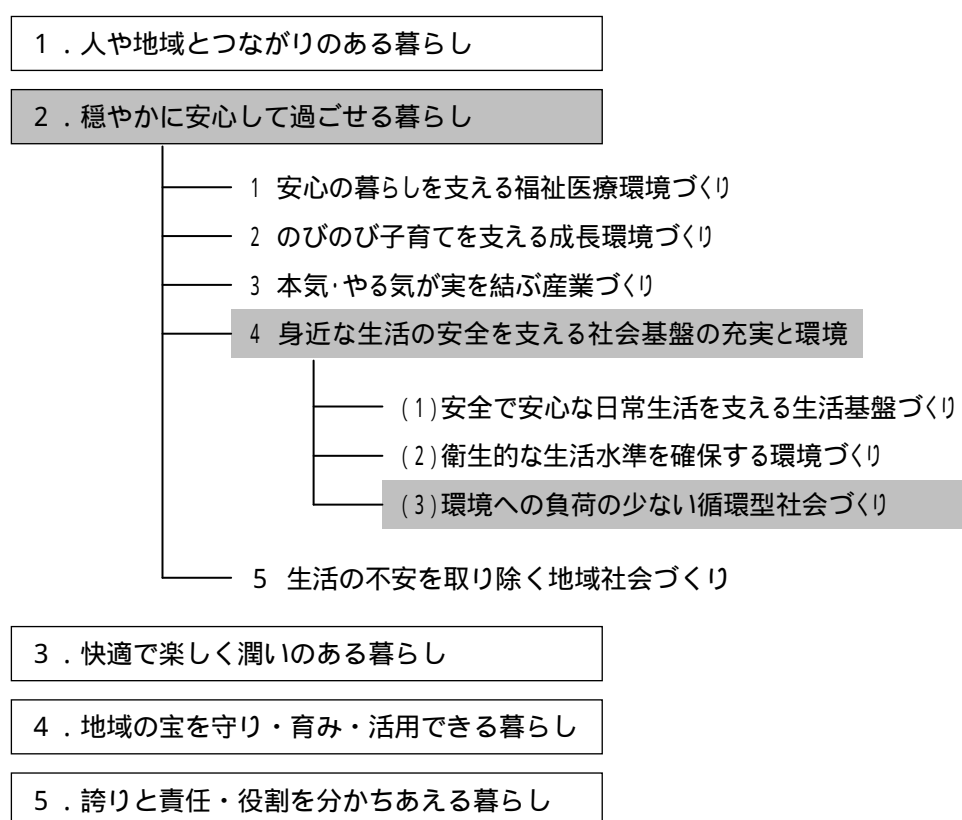 １．人や地域とつながりのある暮らし
２．穏やかに安心して過ごせる暮らし
1 安心の暮らしを支える福祉医療環境づくり
2 のびのび子育てを支える成長環境づくり
3 本気・やる気が実を結ぶ産業づくり
4 身近な生活の安全を支える社会基盤の充実と環境
(1)安全で安心な日常生活を支える生活基盤づくり
(2)衛生的な生活水準を確保する環境づくり
(3)環境への負荷の少ない循環型社会づくり
5 生活の不安を取り除く地域社会づくり
３．快適で楽しく潤いのある暮らし
４．地域の宝を守り・育み・活用できる暮らし
５．誇りと責任・役割を分かちあえる暮らし